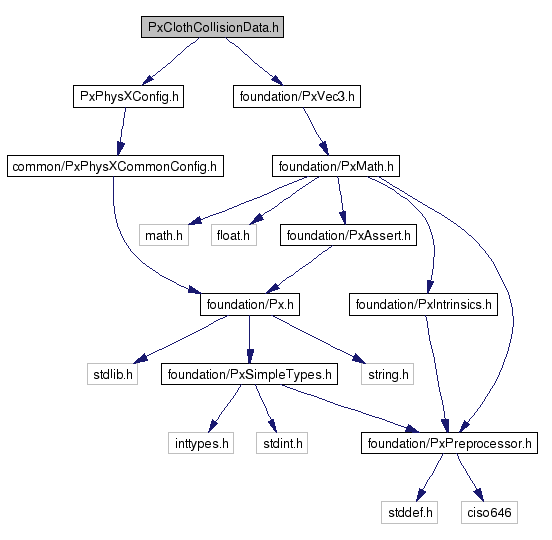 PxClothCollisionData.h
PxPhysXConfig.h
foundation/PxVec3.h
common/PxPhysXCommonConfig.h
foundation/PxMath.h
math.h
float.h
foundation/PxAssert.h
foundation/Px.h
foundation/PxIntrinsics.h
stdlib.h
foundation/PxSimpleTypes.h
string.h
inttypes.h
stdint.h
foundation/PxPreprocessor.h
stddef.h
ciso646